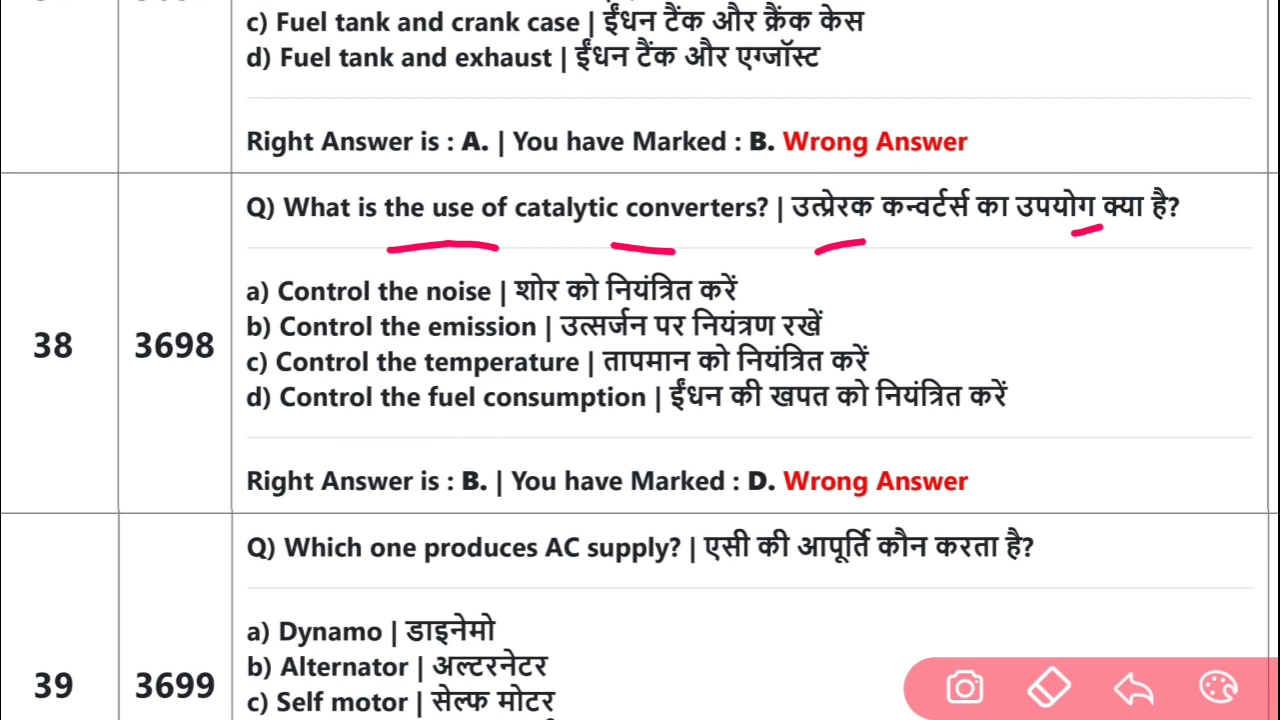 c) Fuel tank and crank case | ईंधन टैंक और क्रैंक केस
d) Fuel tank and exhaust | ईंधन टैंक और एग्जॉस्ट
Right Answer is : A. | You have Marked : B. Wrong Answer
Q) What is the use of catalytic converters? | उत्प्रेरक कन्वर्टर्स का उपयोग क्या है?
a) Control the noise | शोर को नियंत्रित करें
b) Control the emission | उत्सर्जन पर नियंत्रण रखें
38 3698
c) Control the temperature | तापमान को नियंत्रित करें
d) Control the fuel consumption | ईंधन की खपत को नियंत्रित करें
Right Answer is : B. | You have Marked : D. Wrong Answer
Q) Which one produces AC supply? | एसी की आपूर्ति कौन करता है?
a) Dynamo | डाइनेमो
b) Alternator | अल्टरनेटर
39 3699
c) Self motor | सेल्फ मोटर